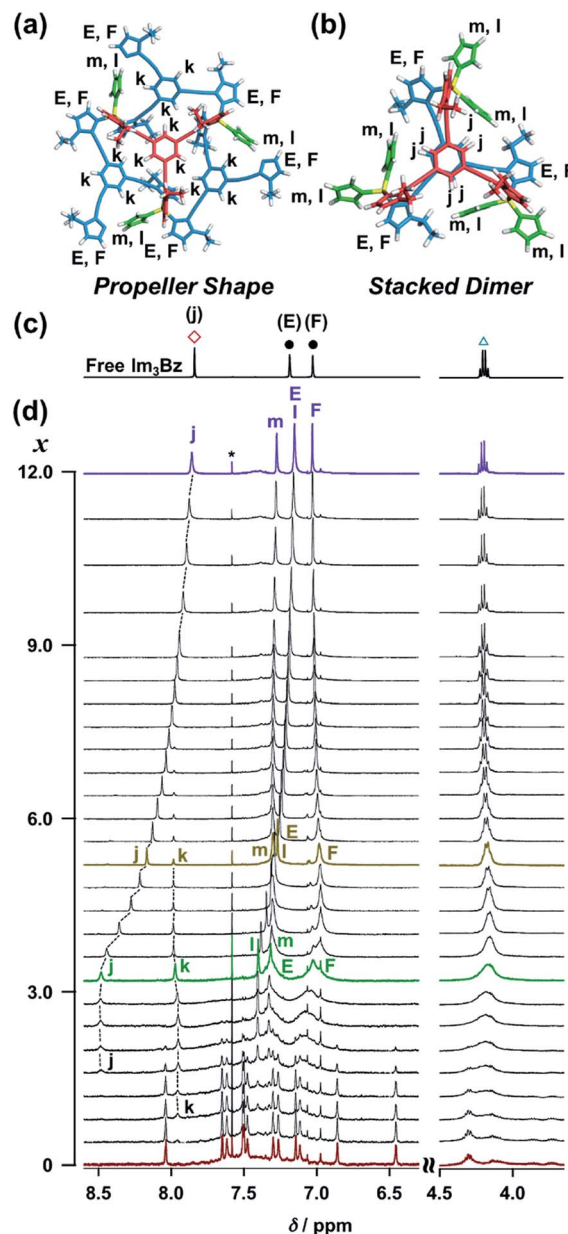 (a)
(b)
E, F
m, l
E, F
k
k
E, F
E, F
m, l
k
k
k
E, F
m, l
k
k
k
k
k
k
E, F
m, l
E, F
E, F
m, l
E, F
m, l
m, l
j
j
j
j
j
j
E, F
E, F
m, l
m, l
Propeller Shape
Stacked Dimer
(c)
(j)
(E) (F)
Free Im₃Bz
(d)
x
j
*
m
E
l
F
12.0
9.0
6.0
j
k
m
E
l
F
j
k
l
m
E
F
3.0
j
k
0
8.5
8.0
7.5
7.0
6.5
4.5
4.0
δ / ppm